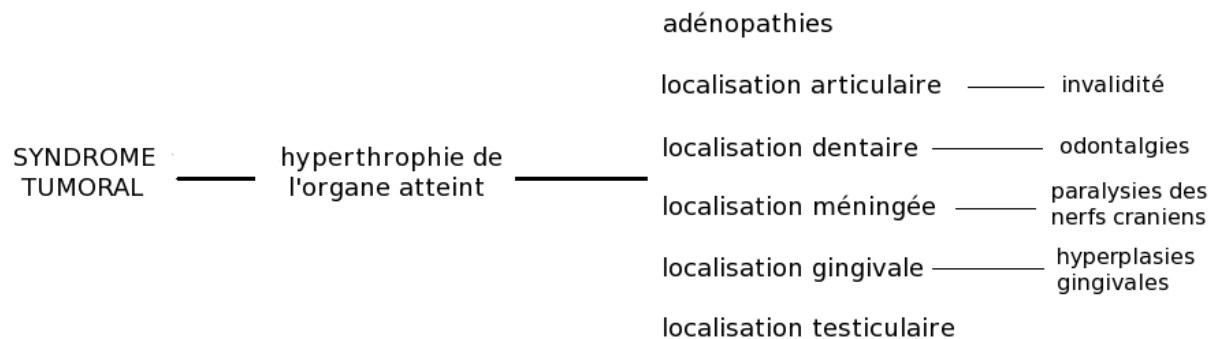 adénopathies
localisation articulaire
invalidité
SYNDROME
TUMORAL
hyperthrophie de
l'organe atteint
localisation dentaire
odontalgies
localisation méningée
paralysies des
nerfs craniens
localisation gingivale
hyperplasies
gingivales
localisation testiculaire